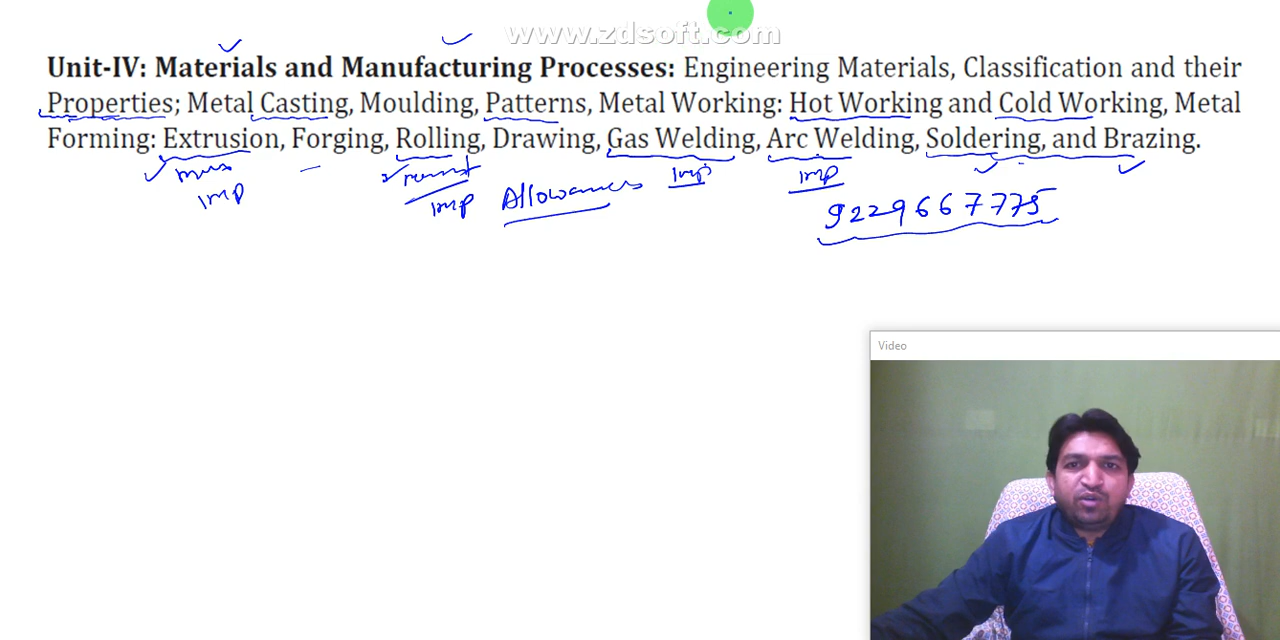 www.zdsoft.com
Unit-IV: Materials and Manufacturing Processes: Engineering Materials, Classification and their
Properties; Metal Casting, Moulding, Patterns, Metal Working: Hot Working and Cold Working, Metal
Forming: Extrusion, Forging, Rolling, Drawing, Gas Welding, Arc Welding, Soldering, and Brazing.
imp
imp
Allowances
imp
imp
9229667775
Video